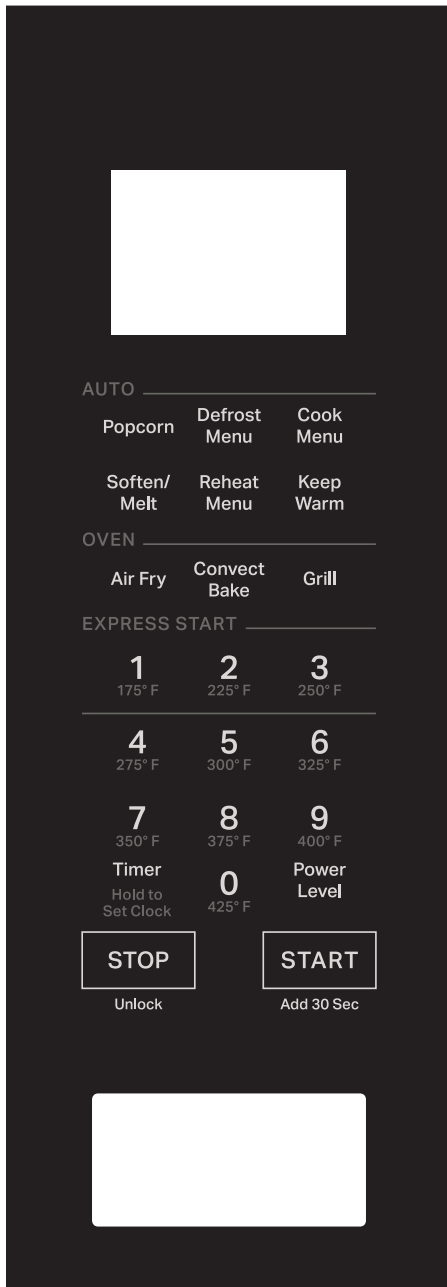 AUTO
Popcorn
Defrost
Menu
Cook
Menu
Soften/
Melt
Reheat
Menu
Keep
Warm
OVEN
Air Fry
Convect
Bake
Grill
EXPRESS START
1
175° F
2
225° F
3
250° F
4
275° F
5
300° F
6
325° F
7
350° F
8
375° F
9
400° F
Timer
Hold to
Set Clock
0
425° F
Power
Level
STOP
Unlock
START
Add 30 Sec